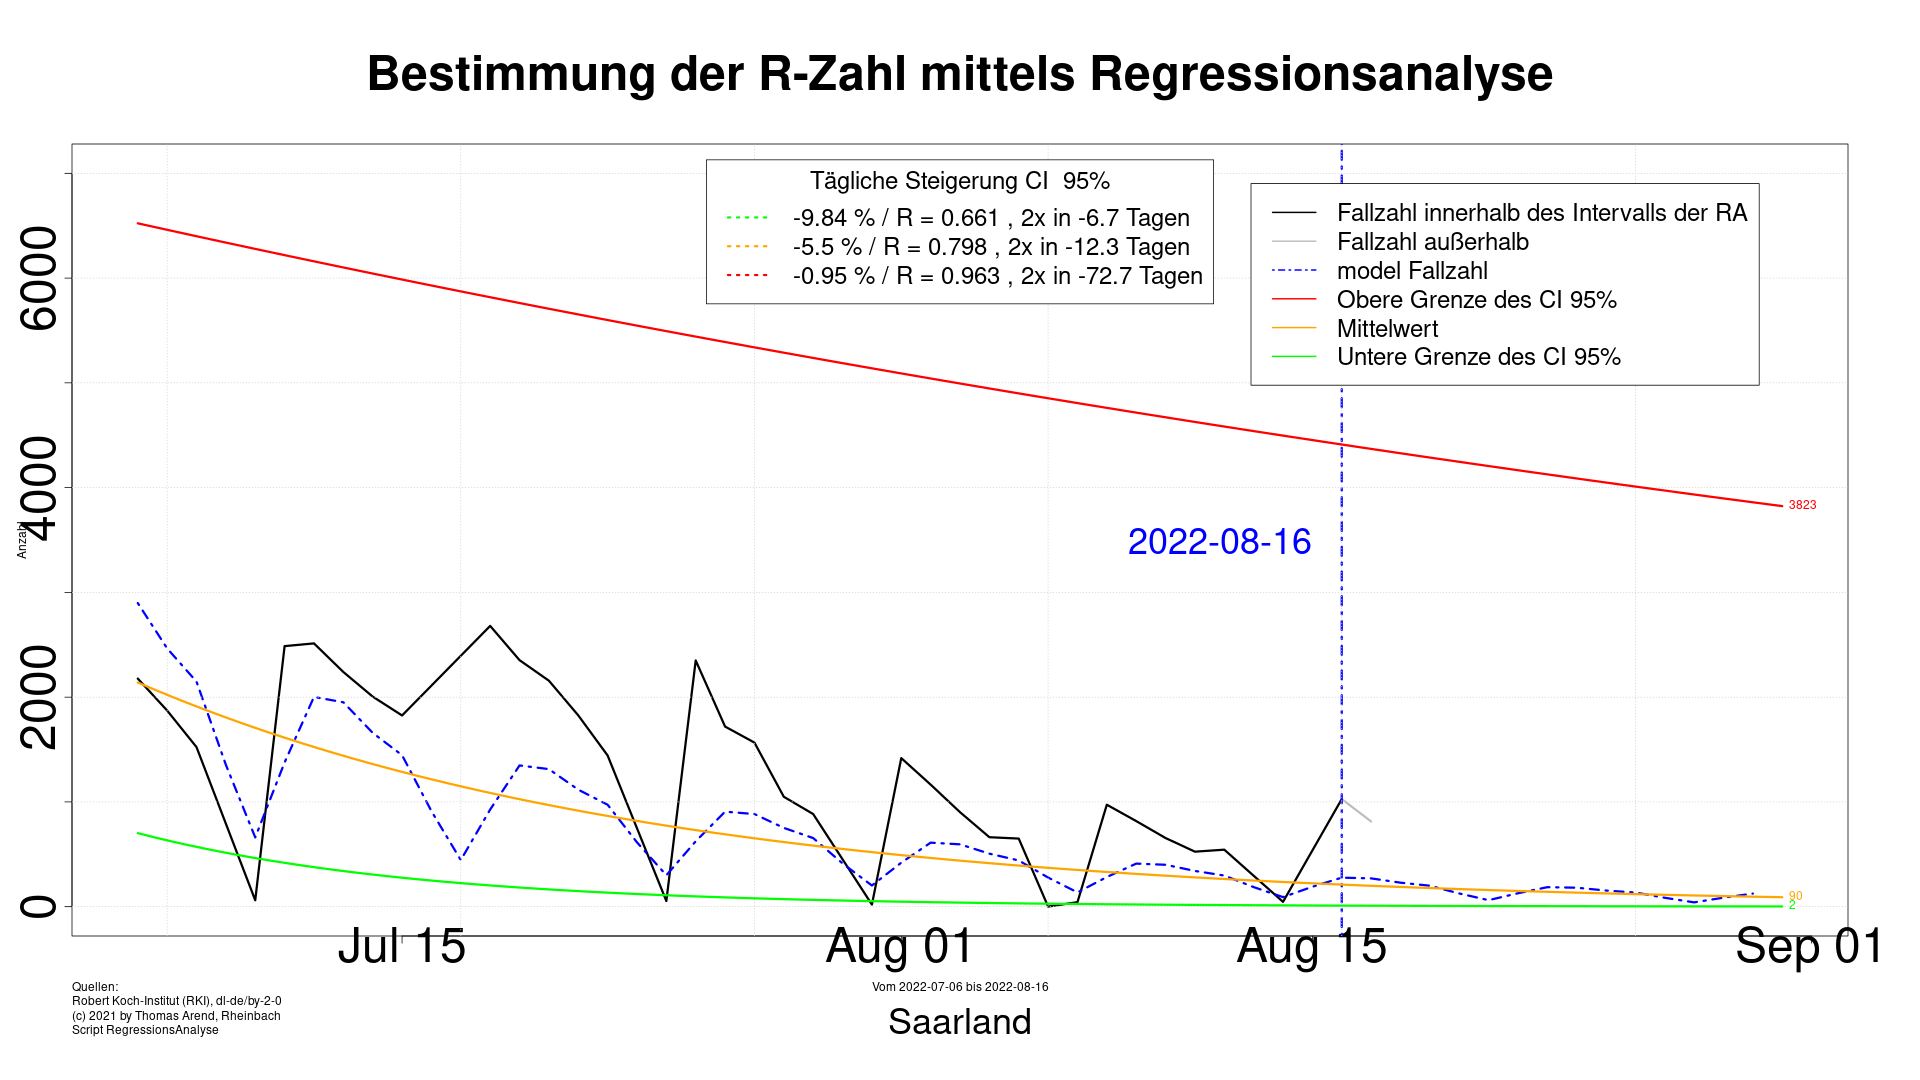 Bestimmung der R-Zahl mittels Regressionsanalyse
Tägliche Steigerung CI  95%
-9.84 % / R = 0.661 , 2x in -6.7 Tagen
-5.5 % / R = 0.798 , 2x in -12.3 Tagen
-0.95 % / R = 0.963 , 2x in -72.7 Tagen
Fallzahl innerhalb des Intervalls der RA
Fallzahl außerhalb
model Fallzahl
Obere Grenze des CI 95%
Mittelwert
Untere Grenze des CI 95%
6000
4000
2000
0
Anzahl
2022-08-16
3823
90
2
Jul 15
Aug 01
Aug 15
Sep 01
Quellen:
Robert Koch-Institut (RKI), dl-de/by-2-0
(c) 2021 by Thomas Arend, Rheinbach
Script RegressionsAnalyse
Vom 2022-07-06 bis 2022-08-16
Saarland